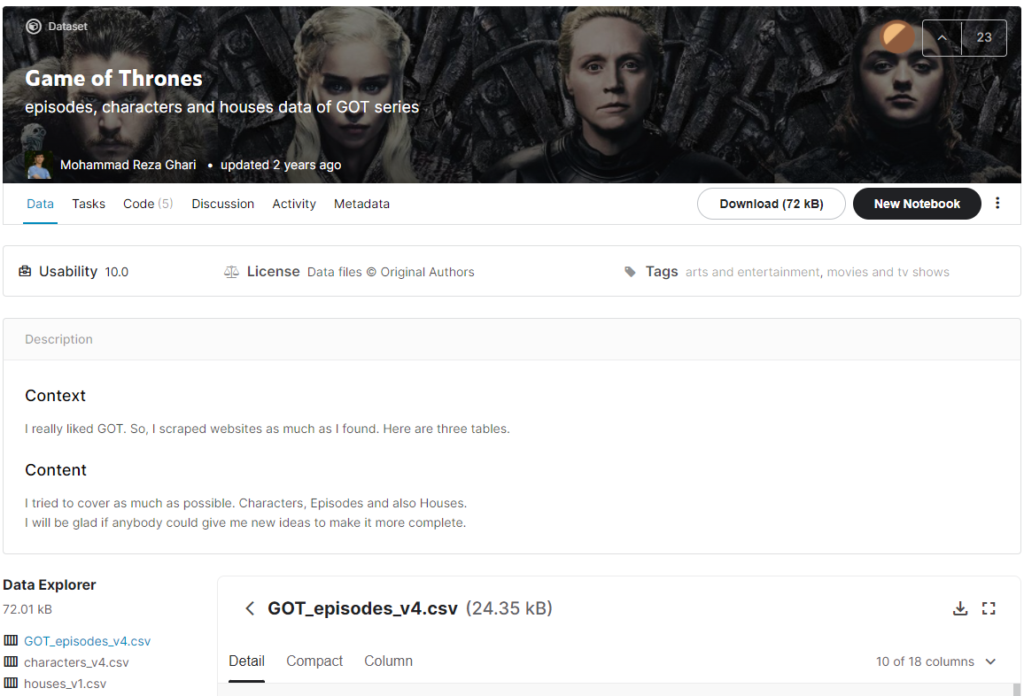 Dataset
23
Game of Thrones
episodes, characters and houses data of GOT series
Mohammad Reza Ghari • updated 2 years ago
Data Tasks Code (5) Discussion Activity Metadata Download (72 kB) New Notebook
Usability 10.0 License Data files © Original Authors Tags arts and entertainment, movies and tv shows
Description
Context
I really liked GOT. So, I scraped websites as much as I found. Here are three tables.
Content
I tried to cover as much as possible. Characters, Episodes and also Houses.
I will be glad if anybody could give me new ideas to make it more complete.
Data Explorer
72.01 kB
GOT_episodes_v4.csv
characters_v4.csv
houses_v1.csv
GOT_episodes_v4.csv (24.35 kB)
Detail Compact Column 10 of 18 columns